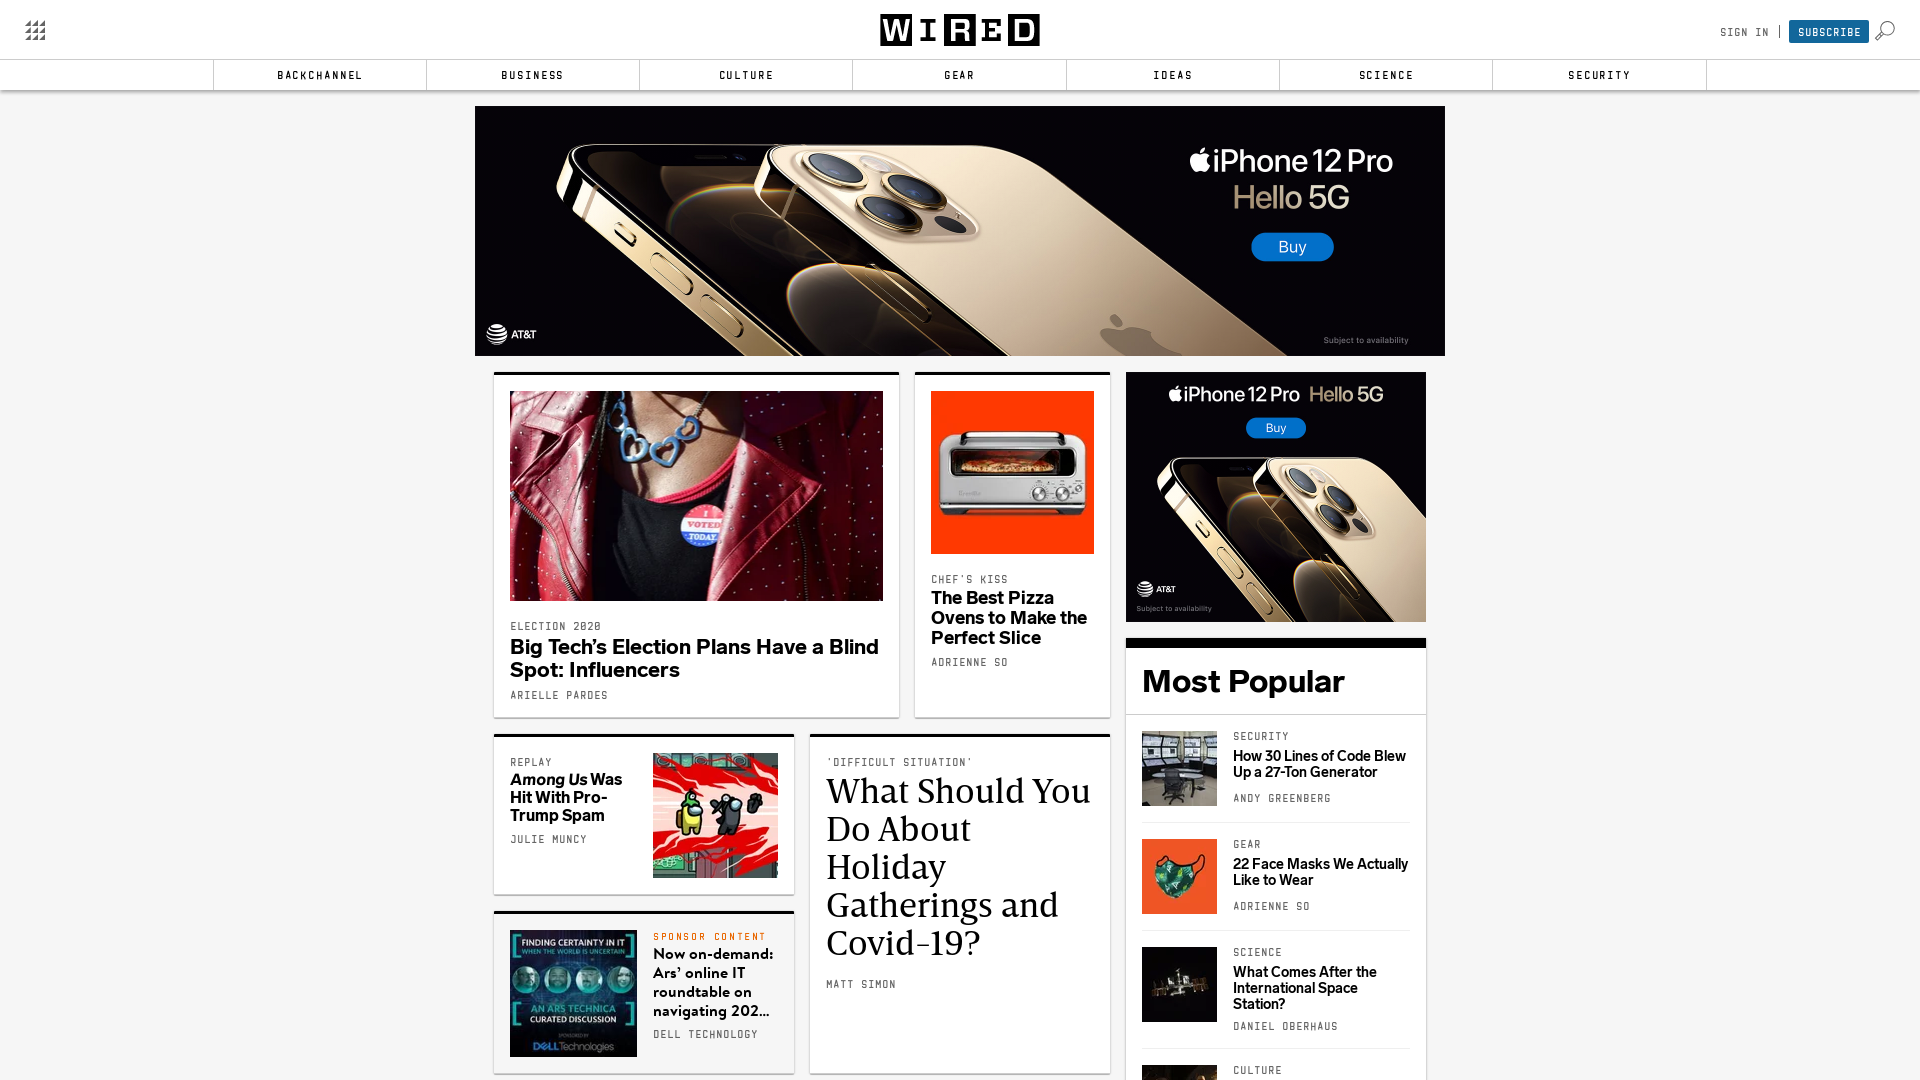 WIRED
SIGN IN
SUBSCRIBE
BACKCHANNEL
BUSINESS
CULTURE
GEAR
IDEAS
SCIENCE
SECURITY
iPhone 12 Pro
Hello 5G
Buy
AT&T
Subject to availability
I VOTED TODAY
ELECTION 2020
Big Tech’s Election Plans Have a Blind
Spot: Influencers
ARIELLE PARDES
CHEF'S KISS
The Best Pizza
Ovens to Make the
Perfect Slice
ADRIENNE SO
iPhone 12 Pro Hello 5G
Buy
AT&T
Subject to availability
REPLAY
Among Us Was
Hit With Pro-
Trump Spam
JULIE MUNCY
SPONSOR CONTENT
Now on-demand:
Ars’ online IT
roundtable on
navigating 202...
DELL TECHNOLOGY
FINDING CERTAINTY IN IT
WHEN THE WORLD IS UNCERTAIN
AN ARS TECHNICA
CURATED DISCUSSION
SPONSORED BY
DELL Technologies
'DIFFICULT SITUATION'
What Should You
Do About
Holiday
Gatherings and
Covid-19?
MATT SIMON
Most Popular
SECURITY
How 30 Lines of Code Blew
Up a 27-Ton Generator
ANDY GREENBERG
GEAR
22 Face Masks We Actually
Like to Wear
ADRIENNE SO
SCIENCE
What Comes After the
International Space
Station?
DANIEL OBERHAUS
CULTURE